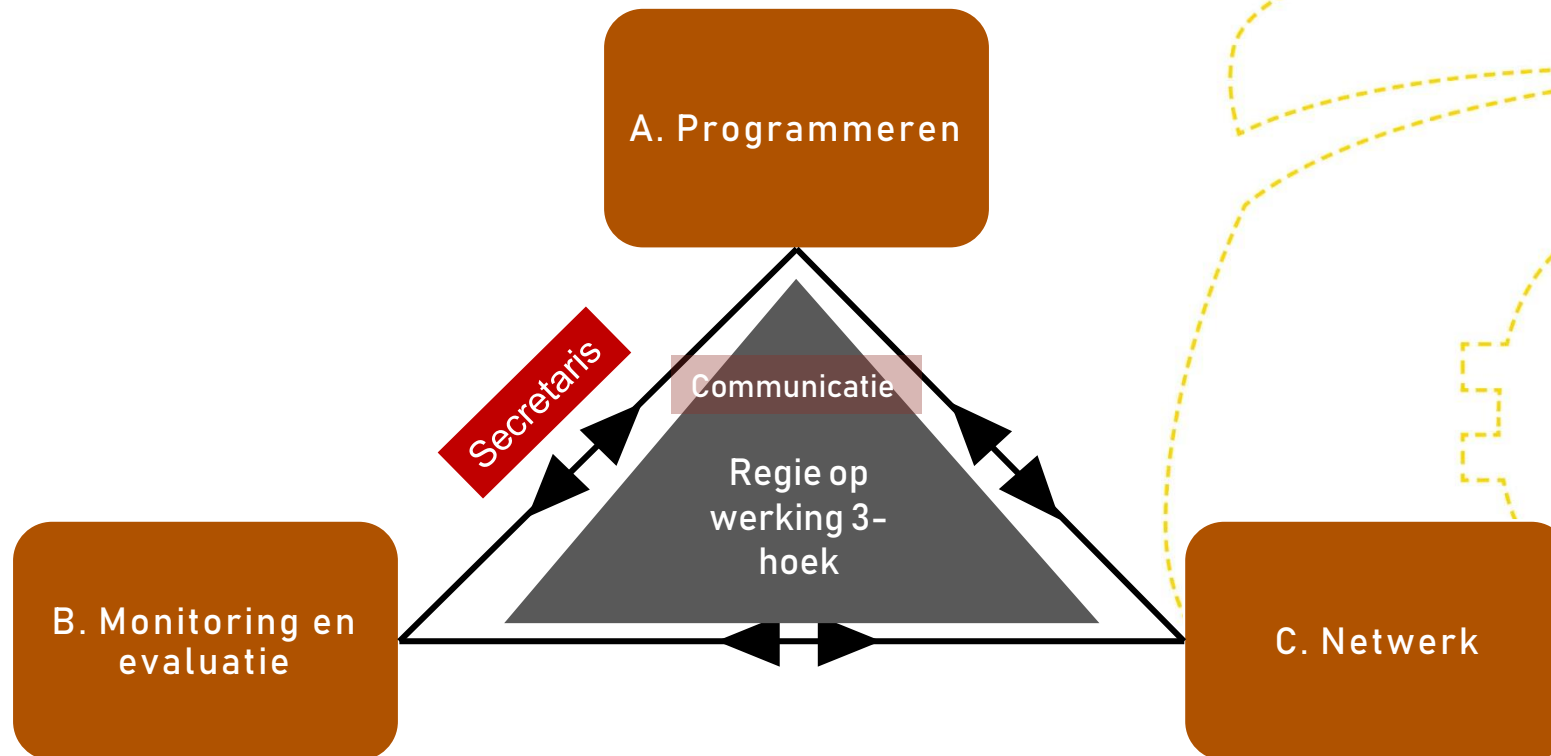 A. Programmeren
Secretaris
Communicatie
Regie op
werking 3-
hoek
B. Monitoring en
evaluatie
C. Netwerk